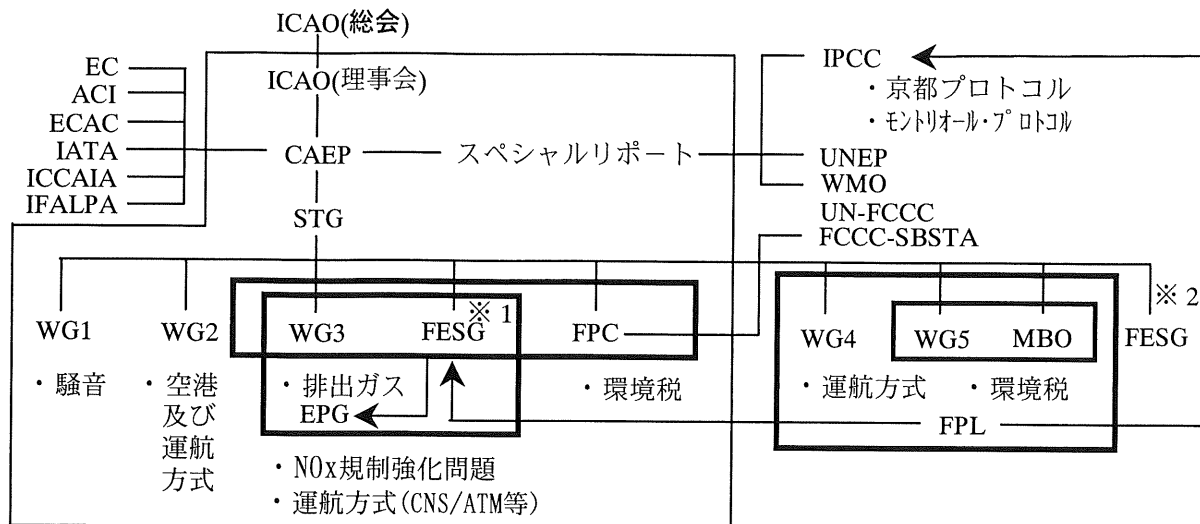 ICAO(総会)
ICAO(理事会)
EC
ACI
ECAC
IATA
ICCAIA
IFALPA
CAEP
スペシャルリポート
STG
IPCC
・京都プロトコル
・モントリオール・プロトコル
UNEP
WMO
UN-FCCC
FCCC-SBSTA
WG1
・騒音
WG2
・空港
及び
運航
方式
WG3
・排出ガス
EPG
FESG
※1
FPC
・環境税
・NOx規制強化問題
・運航方式(CNS/ATM等)
WG4
・運航方式
WG5
MBO
・環境税
FPL
※2
FESG